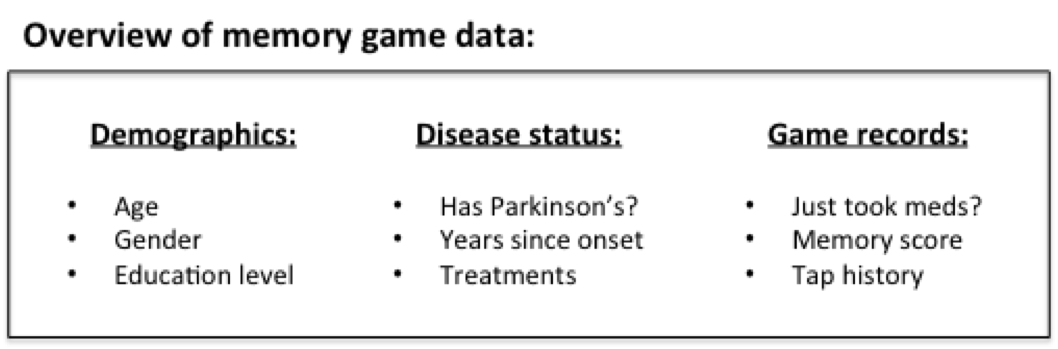 Overview of memory game data:
Demographics:
• Age
• Gender
• Education level
Disease status:
• Has Parkinson’s?
• Years since onset
• Treatments
Game records:
• Just took meds?
• Memory score
• Tap history